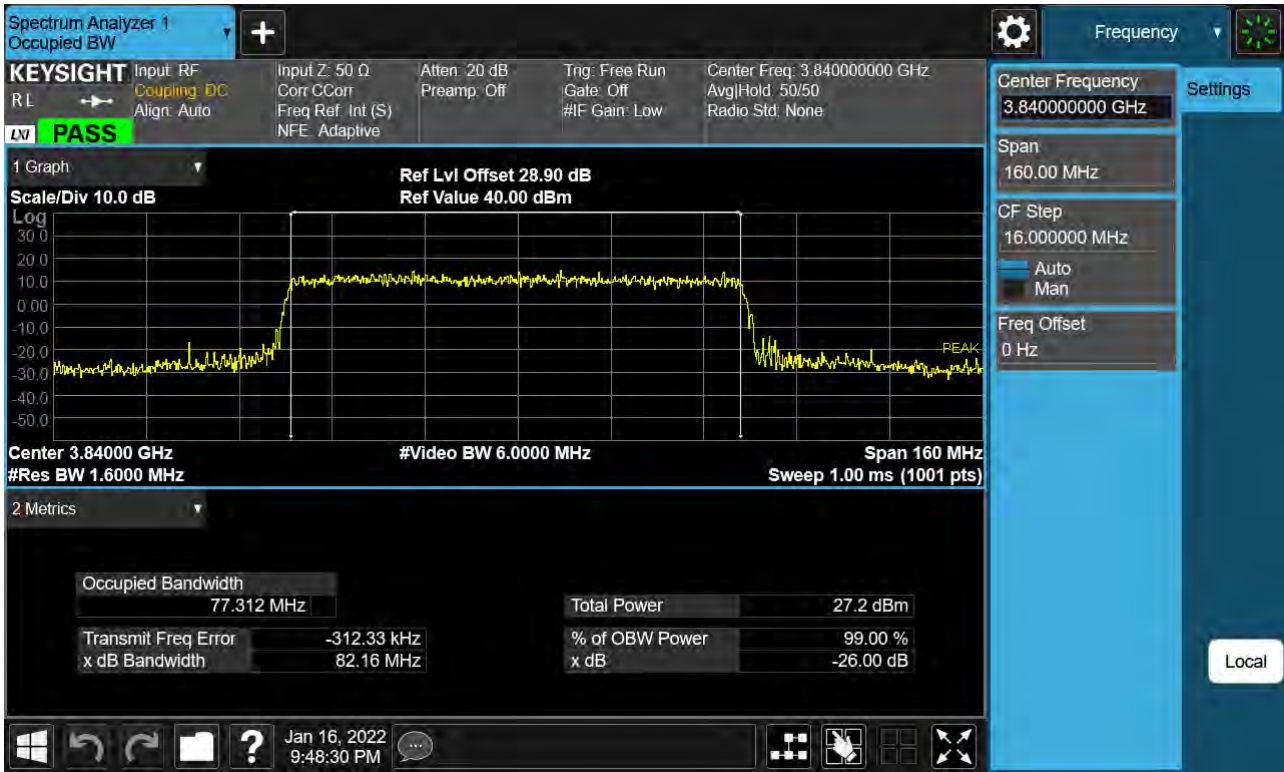 Spectrum Analyzer 1
Occupied BW
+
Frequency
KEYSIGHT
R L
LXI
PASS
Input: RF
Coupling: DC
Align: Auto
Input Z: 50 Ω
Corr CCorr
Freq Ref: Int (S)
NFE: Adaptive
Atten: 20 dB
Preamp: Off
Trig: Free Run
Gate: Off
#IF Gain: Low
Center Freq: 3.840000000 GHz
Avg|Hold: 50/50
Radio Std: None
Center Frequency
3.840000000 GHz
Settings
Span
160.00 MHz
CF Step
16.000000 MHz
Auto
Man
Freq Offset
0 Hz
1 Graph
Scale/Div 10.0 dB
Ref Lvl Offset 28.90 dB
Ref Value 40.00 dBm
Log
30.0
20.0
10.0
0.00
-10.0
-20.0
-30.0
-40.0
-50.0
PEAK
Center 3.84000 GHz
#Video BW 6.0000 MHz
Span 160 MHz
#Res BW 1.6000 MHz
Sweep 1.00 ms (1001 pts)
2 Metrics
Occupied Bandwidth
77.312 MHz
Transmit Freq Error -312.33 kHz
x dB Bandwidth 82.16 MHz
Total Power 27.2 dBm
% of OBW Power 99.00 %
x dB -26.00 dB
Local
?
Jan 16, 2022
9:48:30 PM